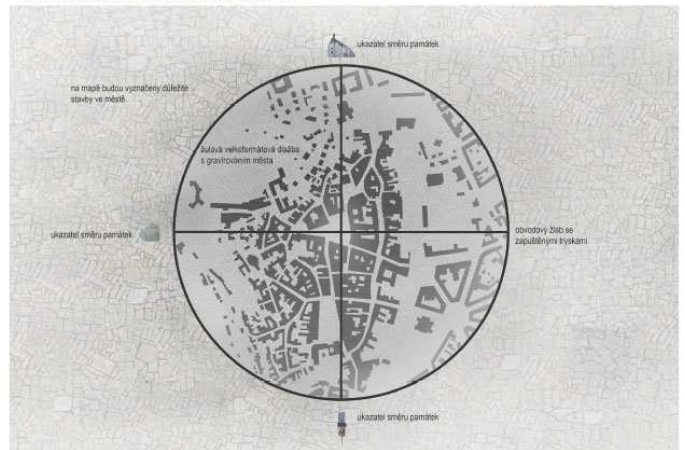 ukazatel směru památek
na mapě budou vyznačeny důležité
stavby ve městě
žulová velkoformátová dlažba
s gravírováním města
ukazatel směru památek
obvodový žlab se
zapuštěnými tryskami
ukazatel směru památek